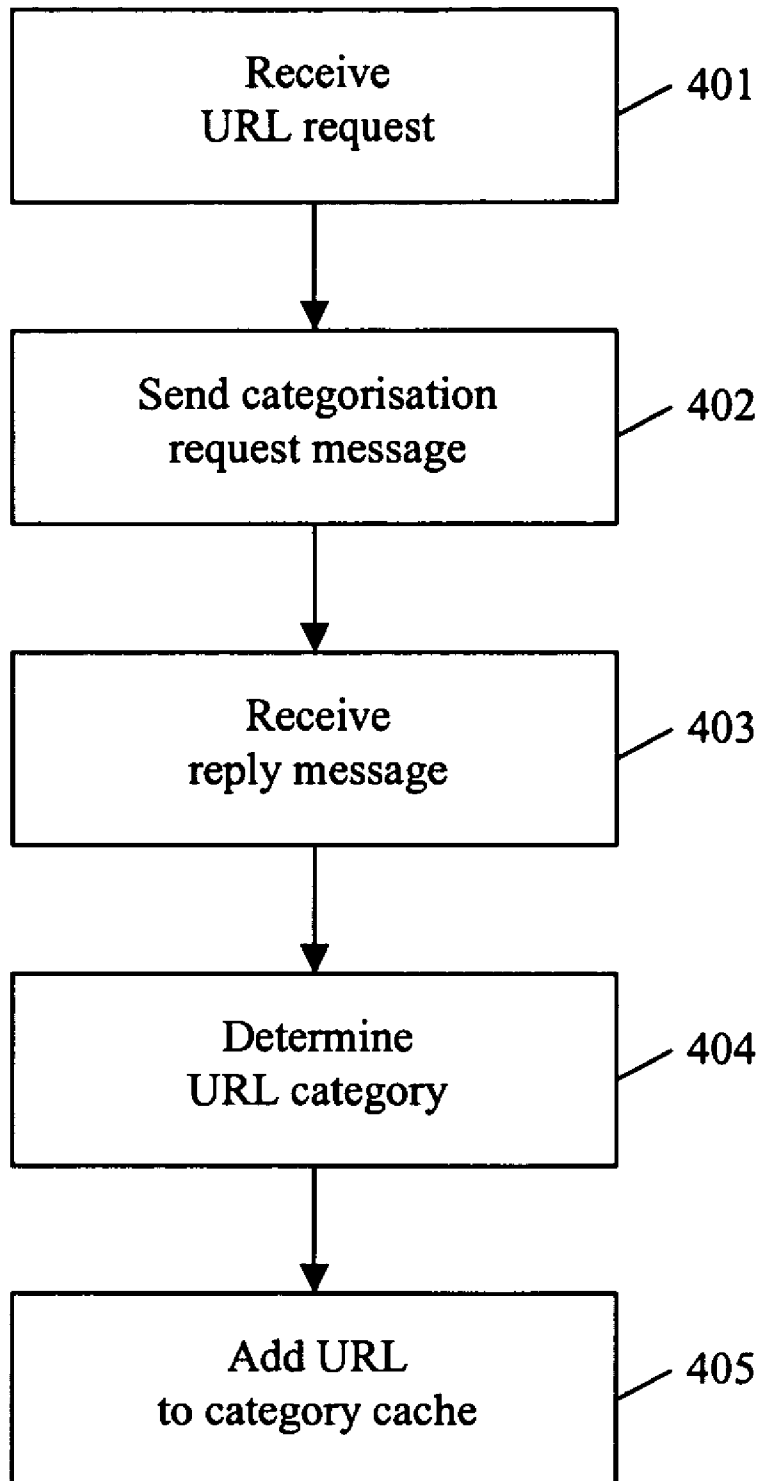 Receive
URL request
401
Send categorisation
request message
402
Receive
reply message
403
Determine
URL category
404
Add URL
to category cache
405